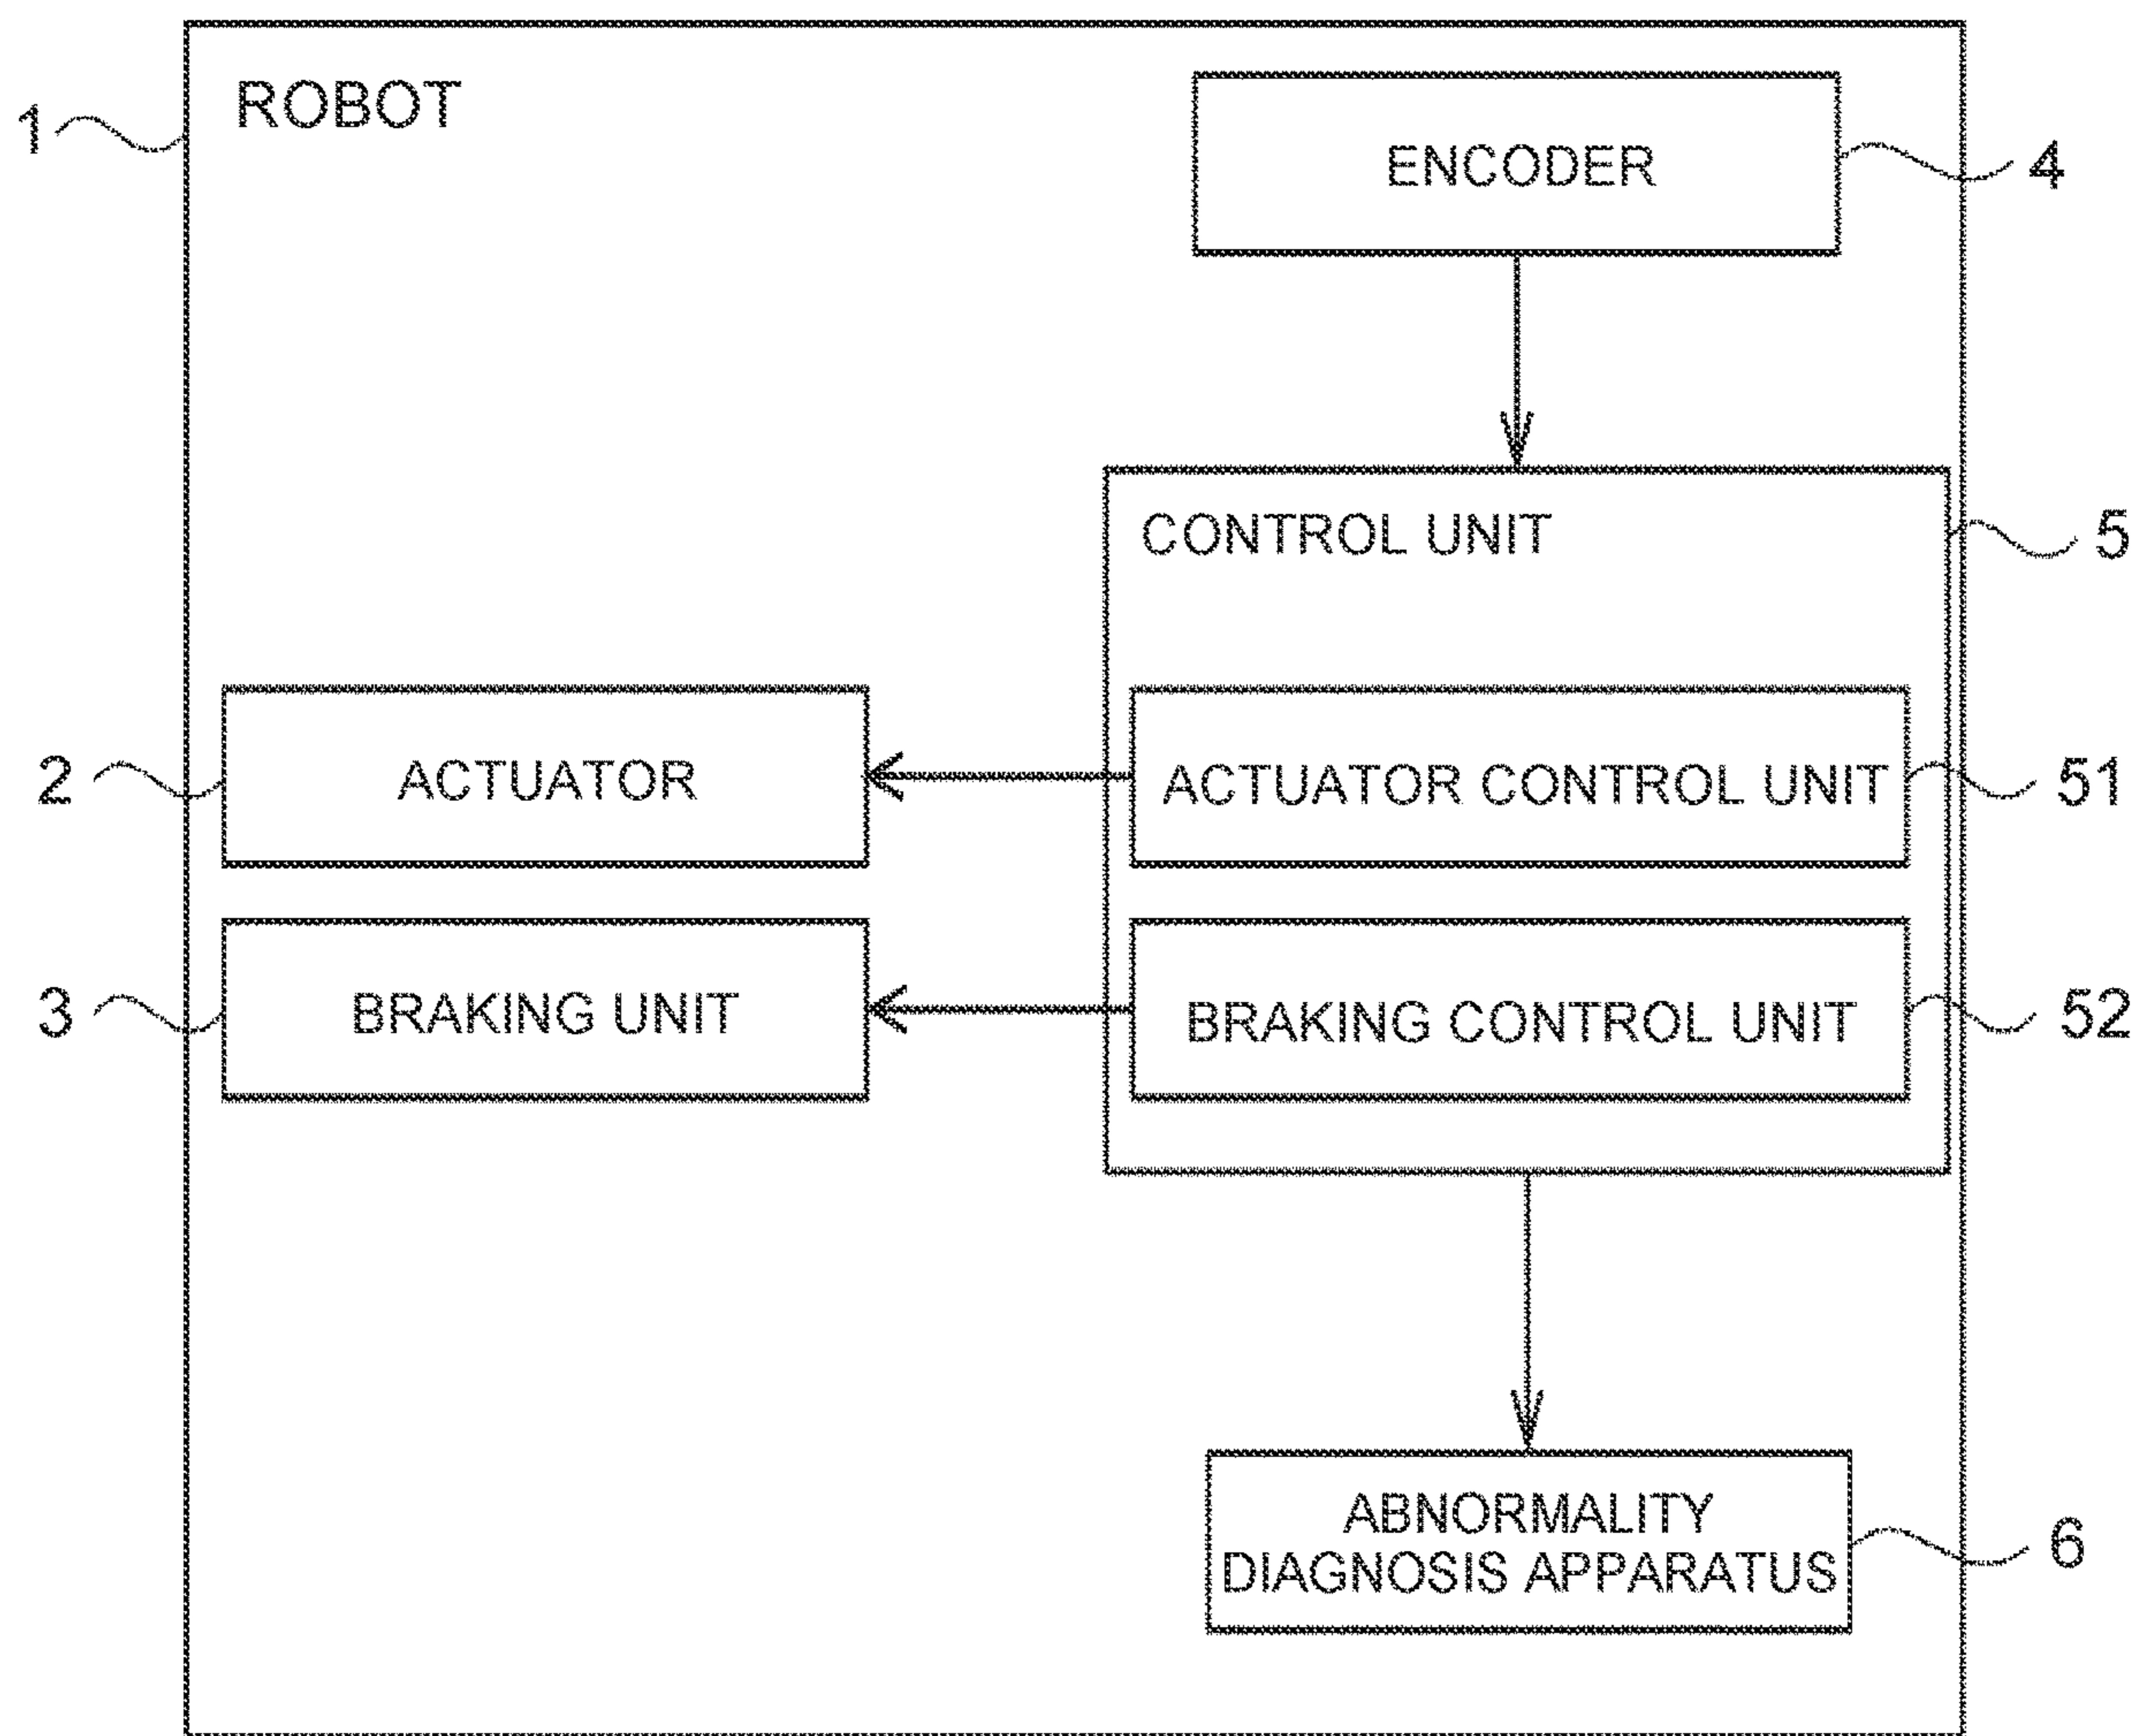 ROBOT
1
ENCODER
4
CONTROL UNIT
5
2
ACTUATOR
ACTUATOR CONTROL UNIT
51
3
BRAKING UNIT
BRAKING CONTROL UNIT
52
ABNORMALITY
DIAGNOSIS APPARATUS
6